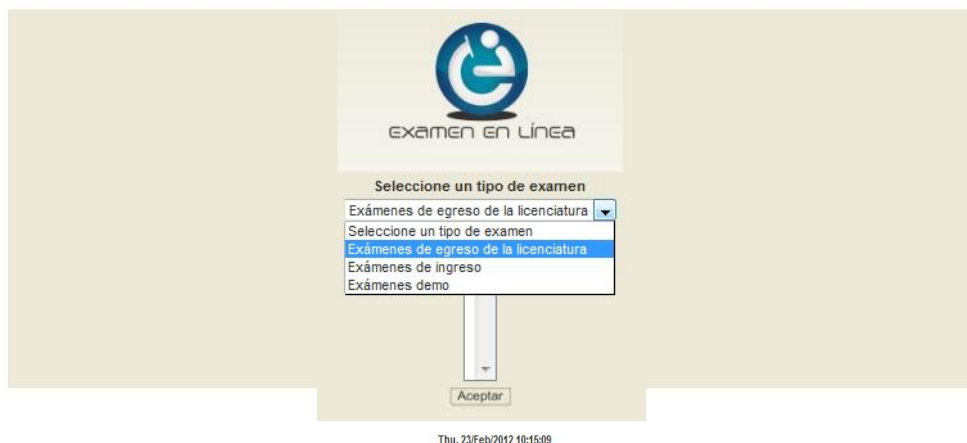 examen en línea
Seleccione un tipo de examen
Exámenes de egreso de la licenciatura
Seleccione un tipo de examen
Exámenes de egreso de la licenciatura
Exámenes de ingreso
Exámenes demo
Aceptar
Thu, 23/Feb/2012 10:15:09